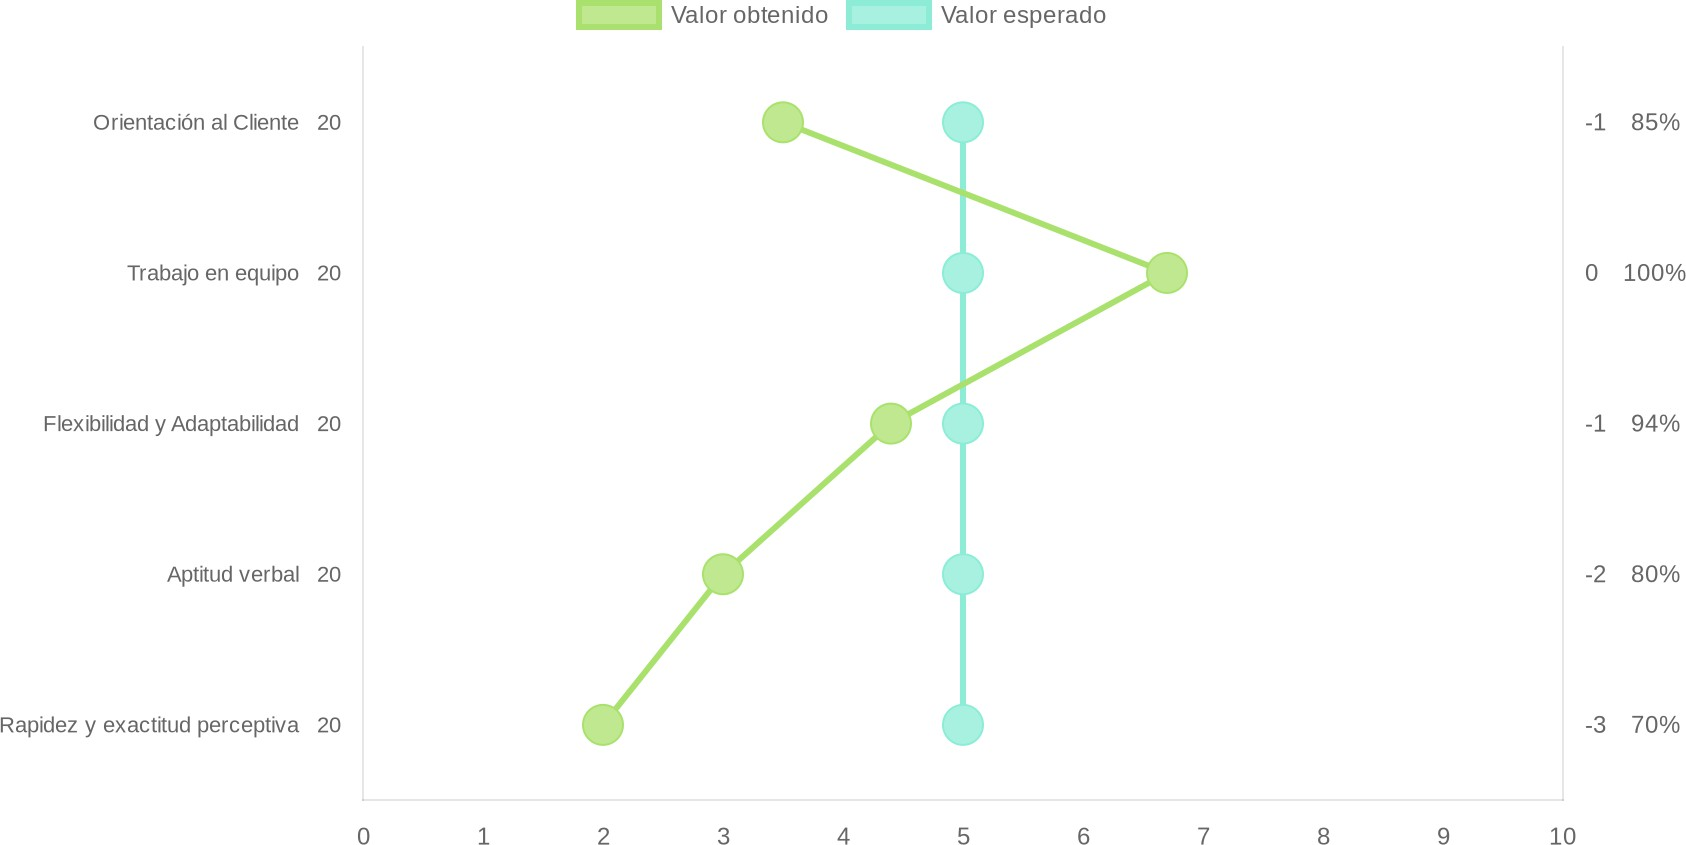 Valor obtenido Valor esperado
Orientación al Cliente 20 -1 85%
Trabajo en equipo 20 0 100%
Flexibilidad y Adaptabilidad 20 -1 94%
Aptitud verbal 20 -2 80%
Rapidez y exactitud perceptiva 20 -3 70%
0 1 2 3 4 5 6 7 8 9 10